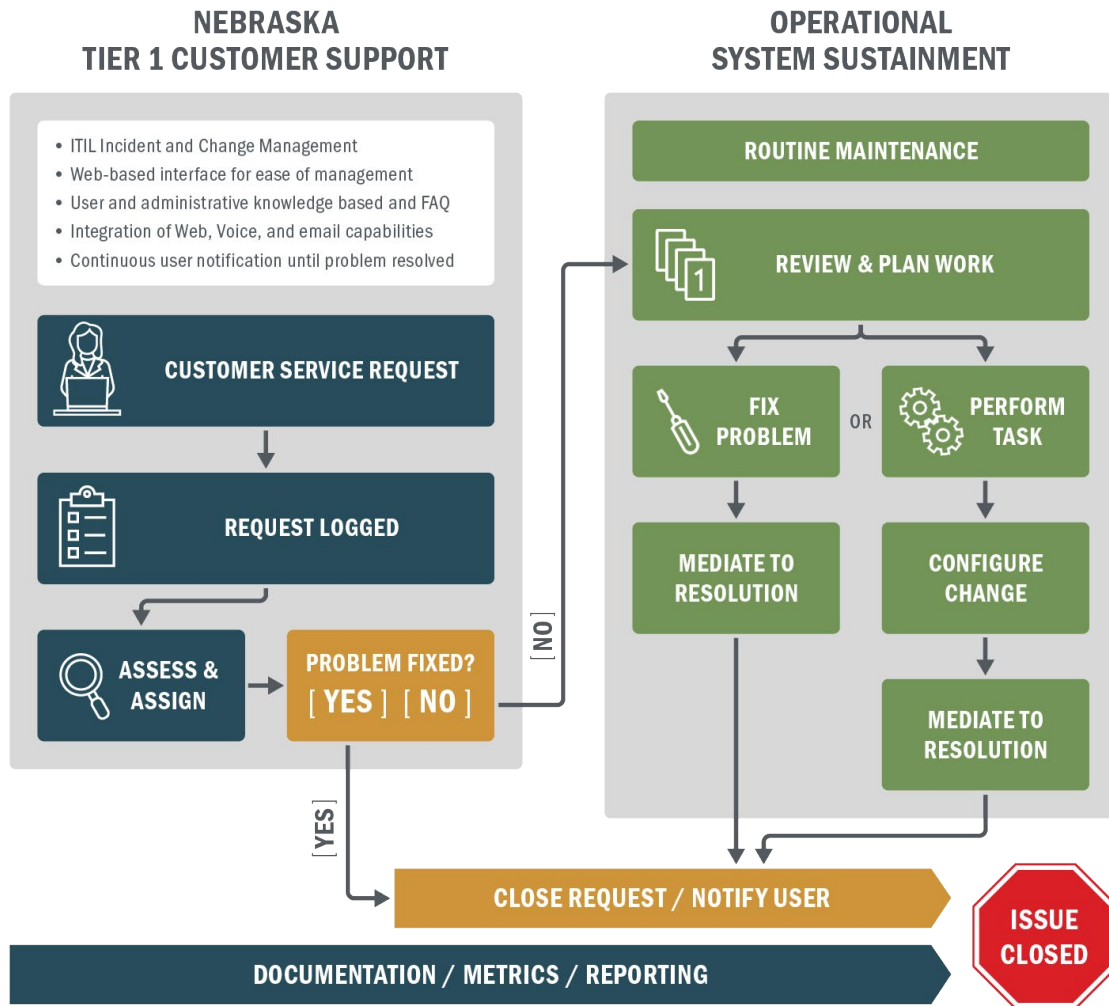 NEBRASKA
TIER 1 CUSTOMER SUPPORT
• ITIL Incident and Change Management
• Web-based interface for ease of management
• User and administrative knowledge based and FAQ
• Integration of Web, Voice, and email capabilities
• Continuous user notification until problem resolved
CUSTOMER SERVICE REQUEST
REQUEST LOGGED
ASSESS &
ASSIGN
PROBLEM FIXED?
[ YES ] [ NO ]
[ NO ]
[ YES ]
OPERATIONAL
SYSTEM SUSTAINMENT
ROUTINE MAINTENANCE
1
REVIEW & PLAN WORK
FIX
PROBLEM
OR
PERFORM
TASK
MEDIATE TO
RESOLUTION
CONFIGURE
CHANGE
MEDIATE TO
RESOLUTION
CLOSE REQUEST / NOTIFY USER
DOCUMENTATION / METRICS / REPORTING
ISSUE
CLOSED